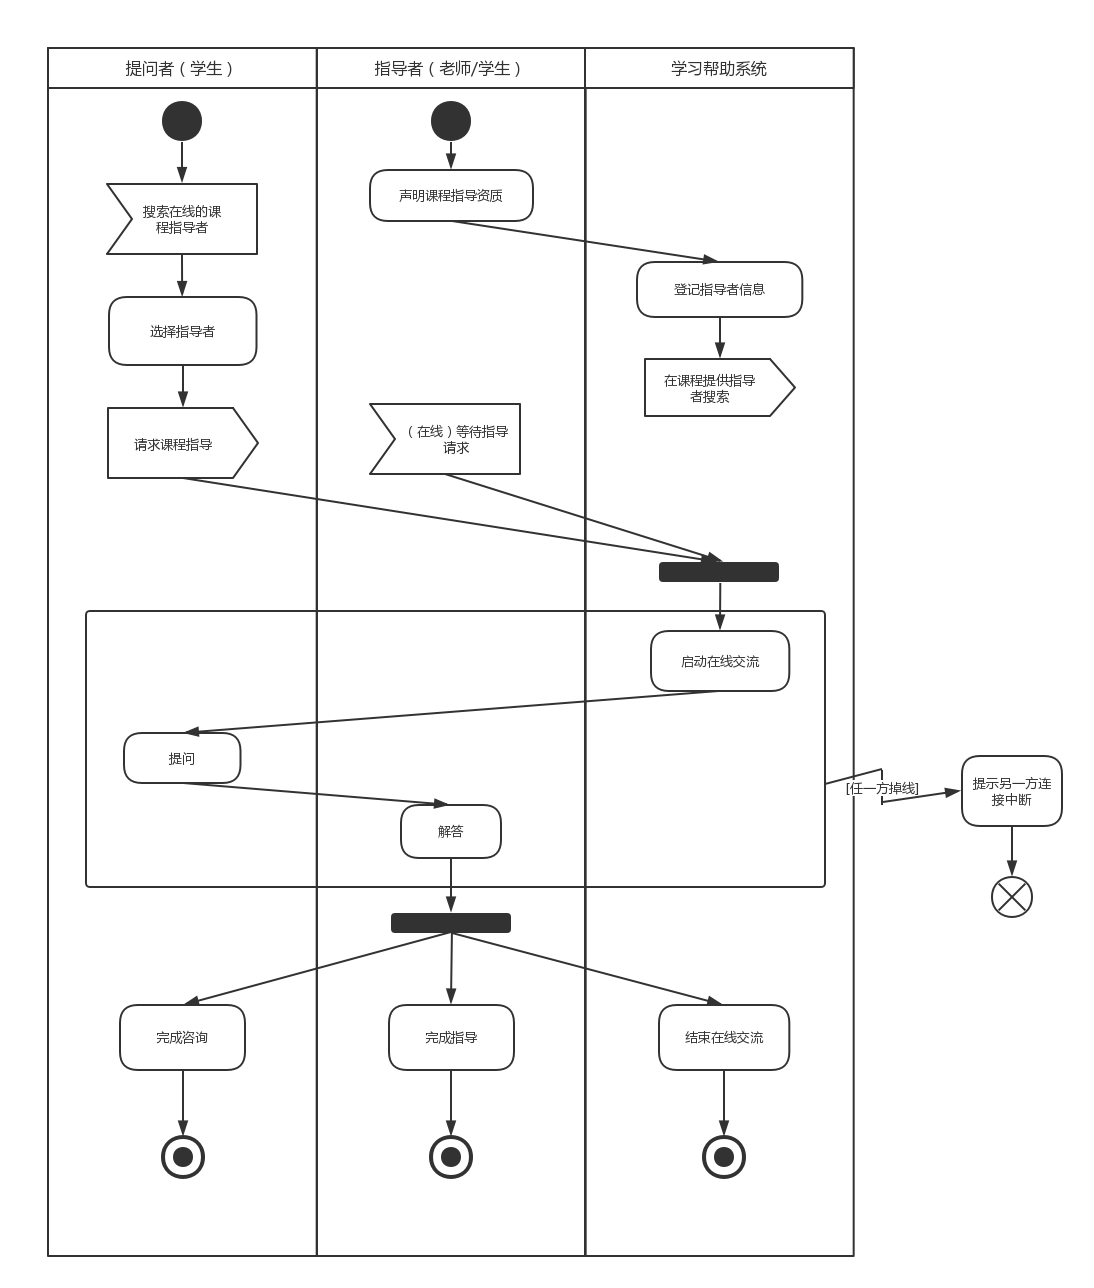 提问者（学生）
指导者（老师/学生）
学习帮助系统
搜索在线的课
程指导者
声明课程指导资质
登记指导者信息
选择指导者
在课程提供指导
者搜索
请求课程指导
（在线）等待指导
请求
启动在线交流
提问
解答
[任一方掉线]
提示另一方连
接中断
完成咨询
完成指导
结束在线交流